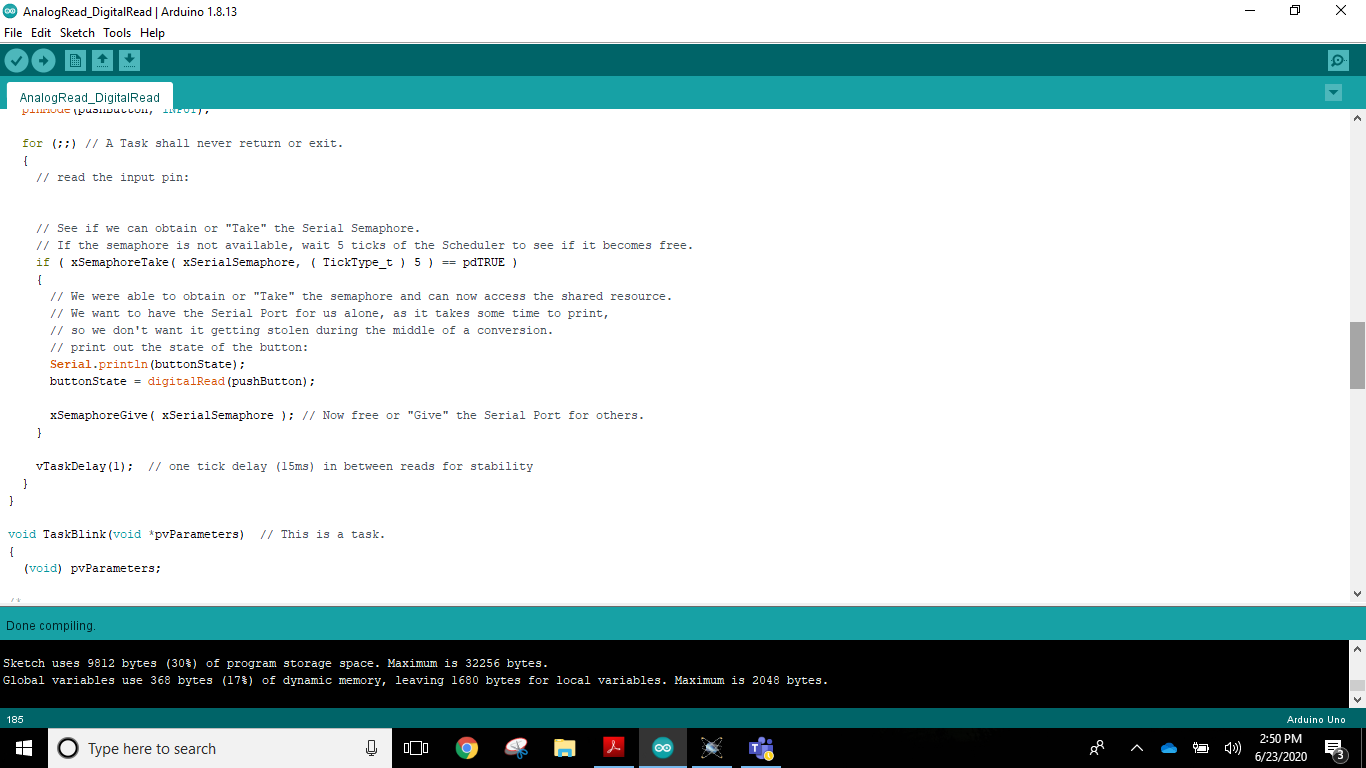 AnalogRead_DigitalRead | Arduino 1.8.13
File Edit Sketch Tools Help
AnalogRead_DigitalRead
pinMode(pushButton, INPUT);
for (;;) // A Task shall never return or exit.
{
// read the input pin:
// See if we can obtain or "Take" the Serial Semaphore.
// If the semaphore is not available, wait 5 ticks of the Scheduler to see if it becomes free.
if ( xSemaphoreTake( xSerialSemaphore, ( TickType_t ) 5 ) == pdTRUE )
{
// We were able to obtain or "Take" the semaphore and can now access the shared resource.
// We want to have the Serial Port for us alone, as it takes some time to print,
// so we don't want it getting stolen during the middle of a conversion.
// print out the state of the button:
Serial.println(buttonState);
buttonState = digitalRead(pushButton);
xSemaphoreGive( xSerialSemaphore ); // Now free or "Give" the Serial Port for others.
}
vTaskDelay(1); // one tick delay (15ms) in between reads for stability
}
}
void TaskBlink(void *pvParameters) // This is a task.
{
(void) pvParameters;
/*
Done compiling.
Sketch uses 9812 bytes (30%) of program storage space. Maximum is 32256 bytes.
Global variables use 368 bytes (17%) of dynamic memory, leaving 1680 bytes for local variables. Maximum is 2048 bytes.
185
Arduino Uno
Type here to search
2:50 PM
6/23/2020
3